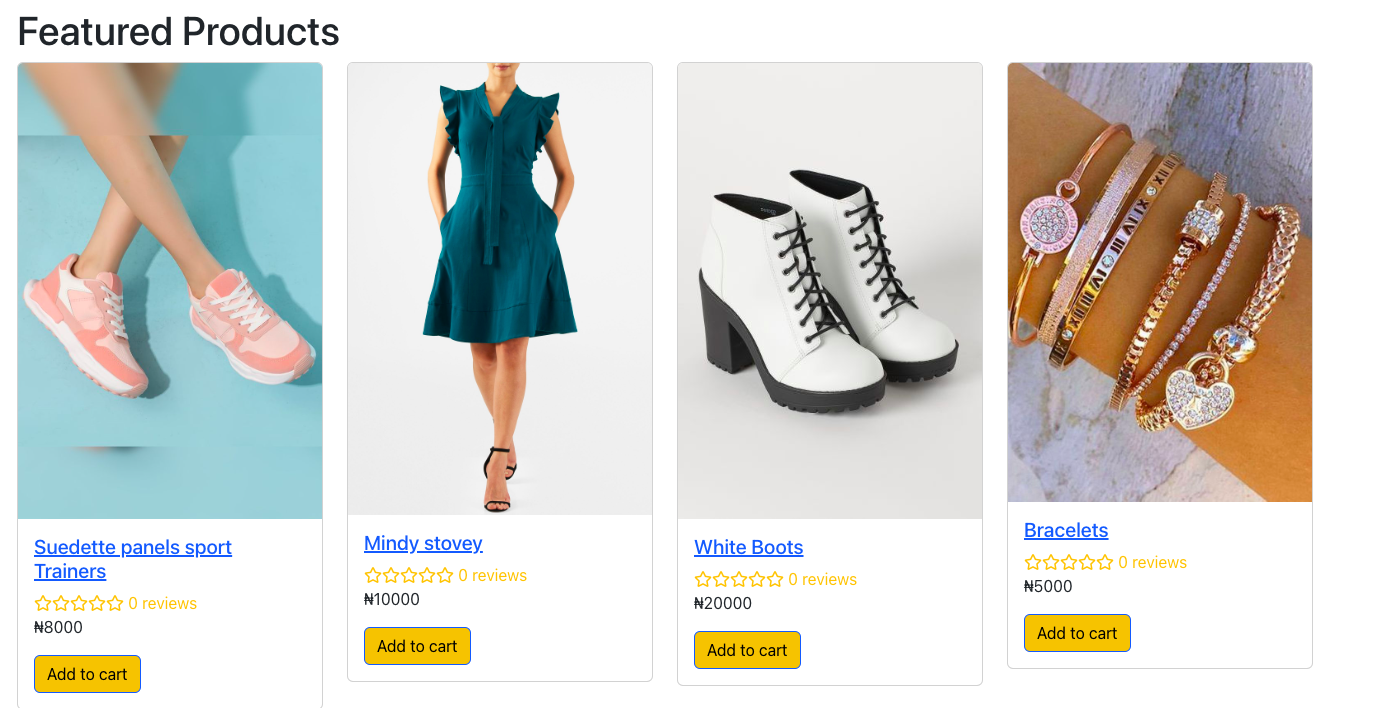 Featured Products
Suedette panels sport
Trainers
0 reviews
₦8000
Add to cart
Mindy stovey
0 reviews
₦10000
Add to cart
White Boots
0 reviews
₦20000
Add to cart
Bracelets
0 reviews
₦5000
Add to cart